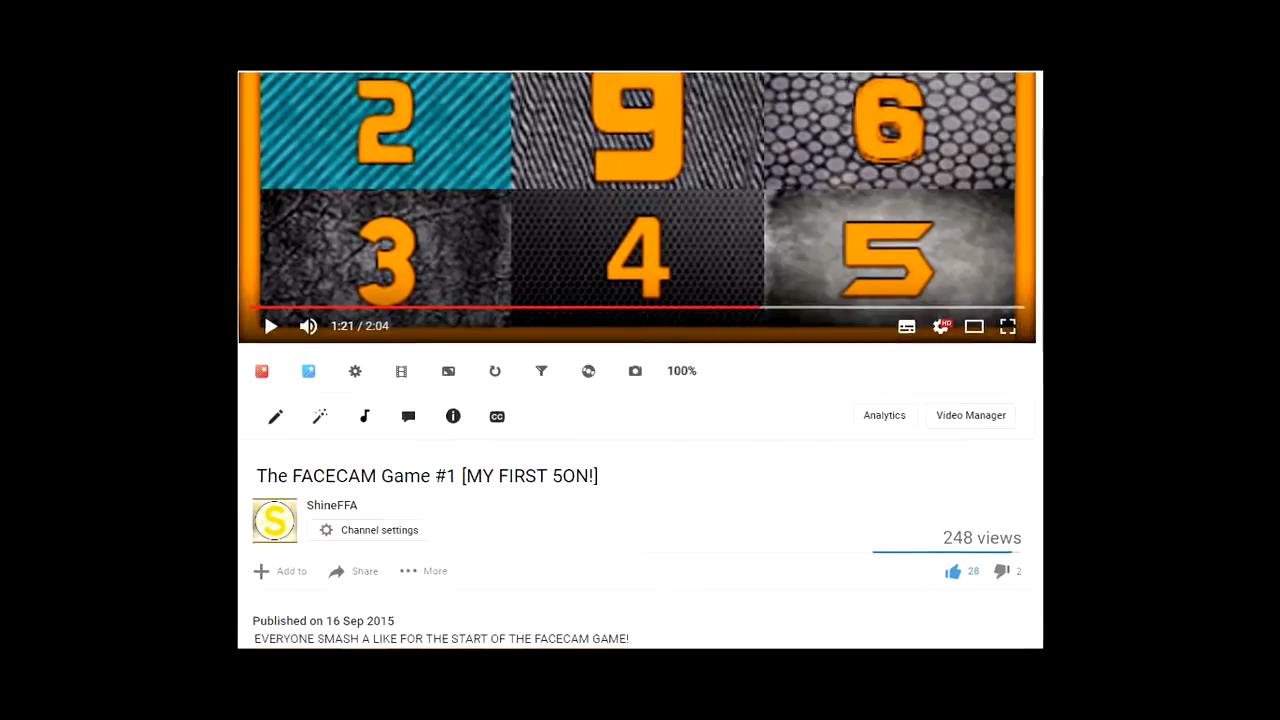 2 9 6
3 4 5
1:21 / 2:04
HD
100%
CC
Analytics Video Manager
The FACECAM Game #1 [MY FIRST 5ON!]
S
ShineFFA
Channel settings
248 views
Add to Share More 28 2
Published on 16 Sep 2015
EVERYONE SMASH A LIKE FOR THE START OF THE FACECAM GAME!